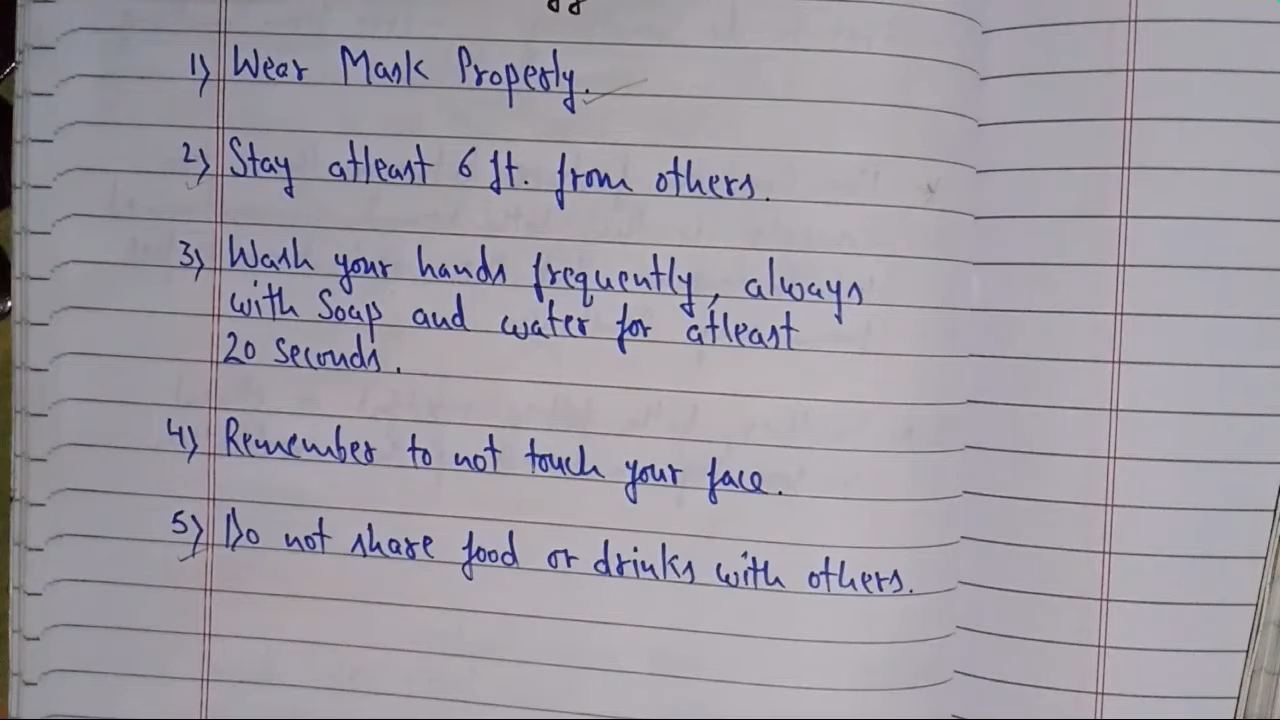 1) Wear Mask Properly.
2) Stay atleast 6 ft. from others.
3) Wash your hands frequently, always
with Soap and water for atleast
20 seconds.
4) Remember to not touch your face.
5) Do not share food or drinks with others.